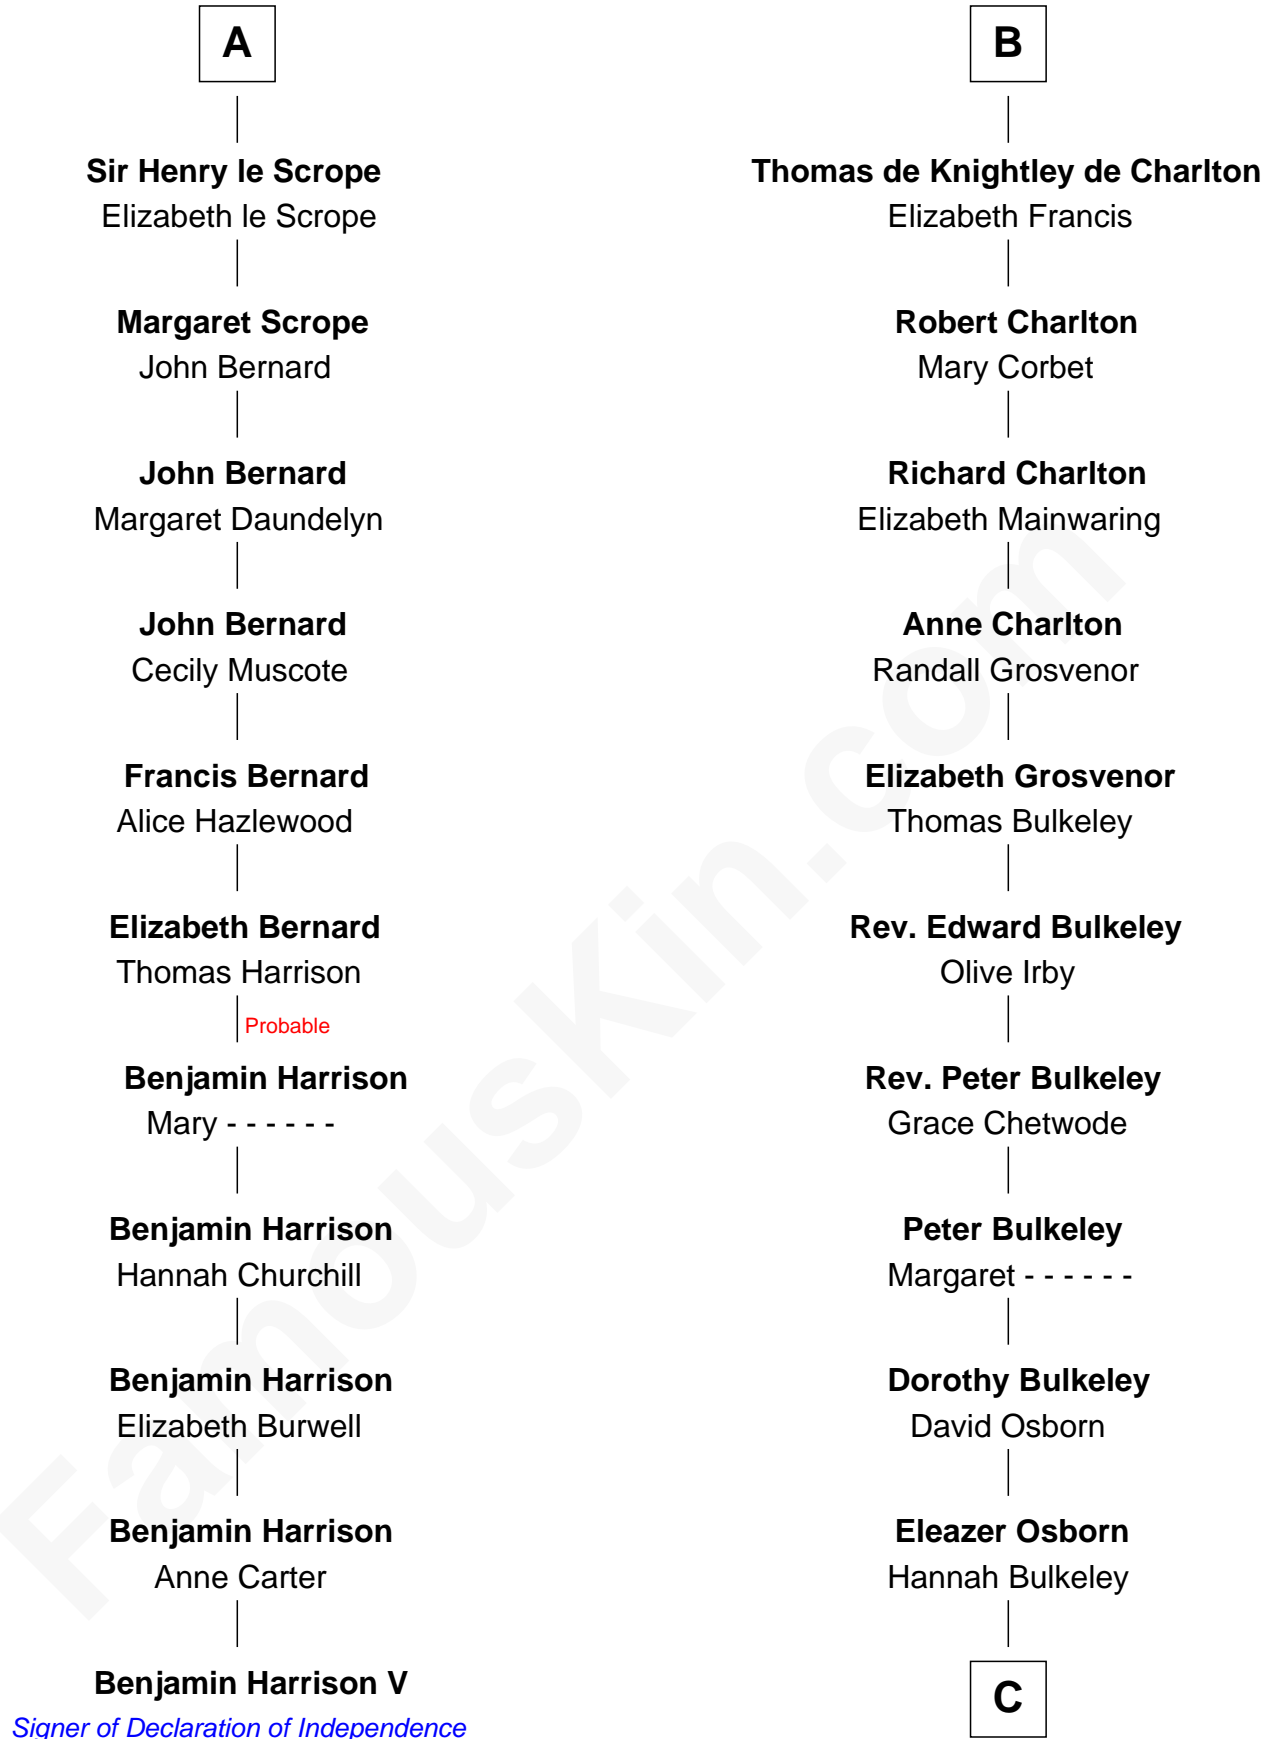 A
Sir Henry le Scrope
Elizabeth le Scrope
Margaret Scrope
John Bernard
John Bernard
Margaret Daundelyn
John Bernard
Cecily Muscote
Francis Bernard
Alice Hazlewood
Elizabeth Bernard
Thomas Harrison
Probable
Benjamin Harrison
Mary - - - - - -
Benjamin Harrison
Hannah Churchill
Benjamin Harrison
Elizabeth Burwell
Benjamin Harrison
Anne Carter
Benjamin Harrison V
Signer of Declaration of Independence
B
Thomas de Knightley de Charlton
Elizabeth Francis
Robert Charlton
Mary Corbet
Richard Charlton
Elizabeth Mainwaring
Anne Charlton
Randall Grosvenor
Elizabeth Grosvenor
Thomas Bulkeley
Rev. Edward Bulkeley
Olive Irby
Rev. Peter Bulkeley
Grace Chetwode
Peter Bulkeley
Margaret - - - - - -
Dorothy Bulkeley
David Osborn
Eleazer Osborn
Hannah Bulkeley
C
FamousKin.com